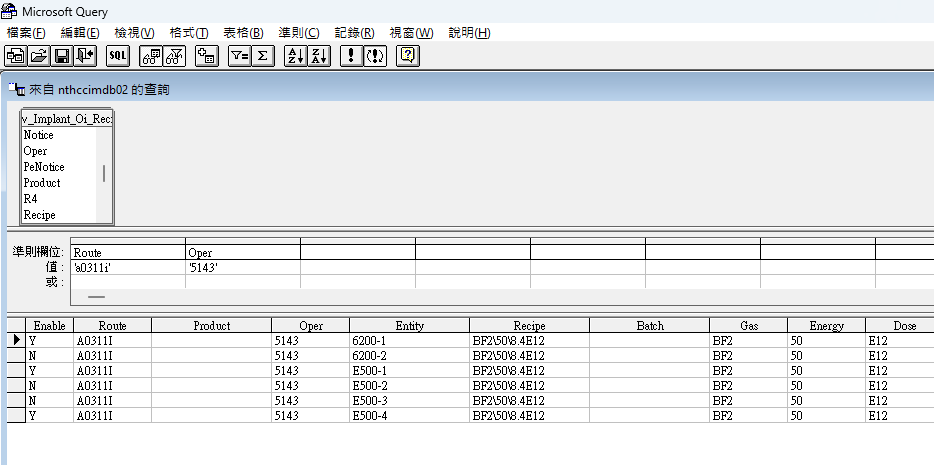 Microsoft Query
檔案(F) 編輯(E) 檢視(V) 格式(T) 表格(B) 準則(C) 記錄(R) 視窗(W) 說明(H)
SQL
來自 nthccimdb02 的查詢
v_Implant_Oi_Reci
Notice
Oper
PeNotice
Product
R4
Recipe
準則欄位: Route Oper
值: 'a0311i' '5143'
或:
Enable Route Product Oper Entity Recipe Batch Gas Energy Dose
Y A0311I 5143 6200-1 BF2\50\8.4E12 BF2 50 E12
N A0311I 5143 6200-2 BF2\50\8.4E12 BF2 50 E12
Y A0311I 5143 E500-1 BF2\50\8.4E12 BF2 50 E12
N A0311I 5143 E500-2 BF2\50\8.4E12 BF2 50 E12
N A0311I 5143 E500-3 BF2\50\8.4E12 BF2 50 E12
Y A0311I 5143 E500-4 BF2\50\8.4E12 BF2 50 E12